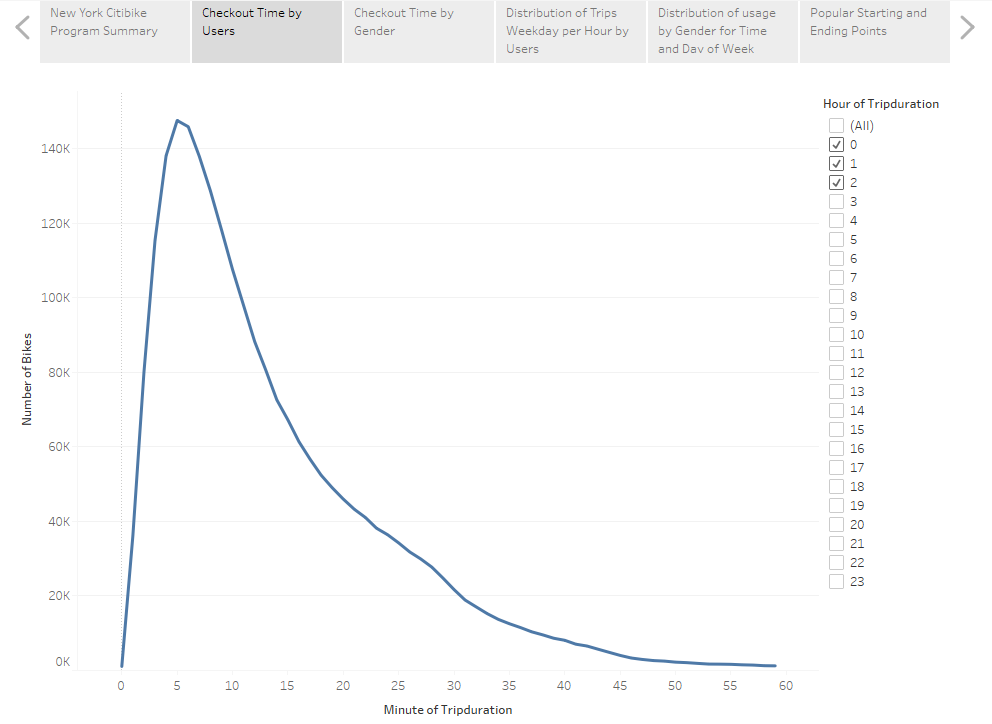 New York Citibike
Program Summary
Checkout Time by
Users
Checkout Time by
Gender
Distribution of Trips
Weekday per Hour by
Users
Distribution of usage
by Gender for Time
and Day of Week
Popular Starting and
Ending Points
Hour of Tripduration
(All)
0
1
2
3
4
5
6
7
8
9
10
11
12
13
14
15
16
17
18
19
20
21
22
23
Number of Bikes
140K
120K
100K
80K
60K
40K
20K
0K
0 5 10 15 20 25 30 35 40 45 50 55 60
Minute of Tripduration